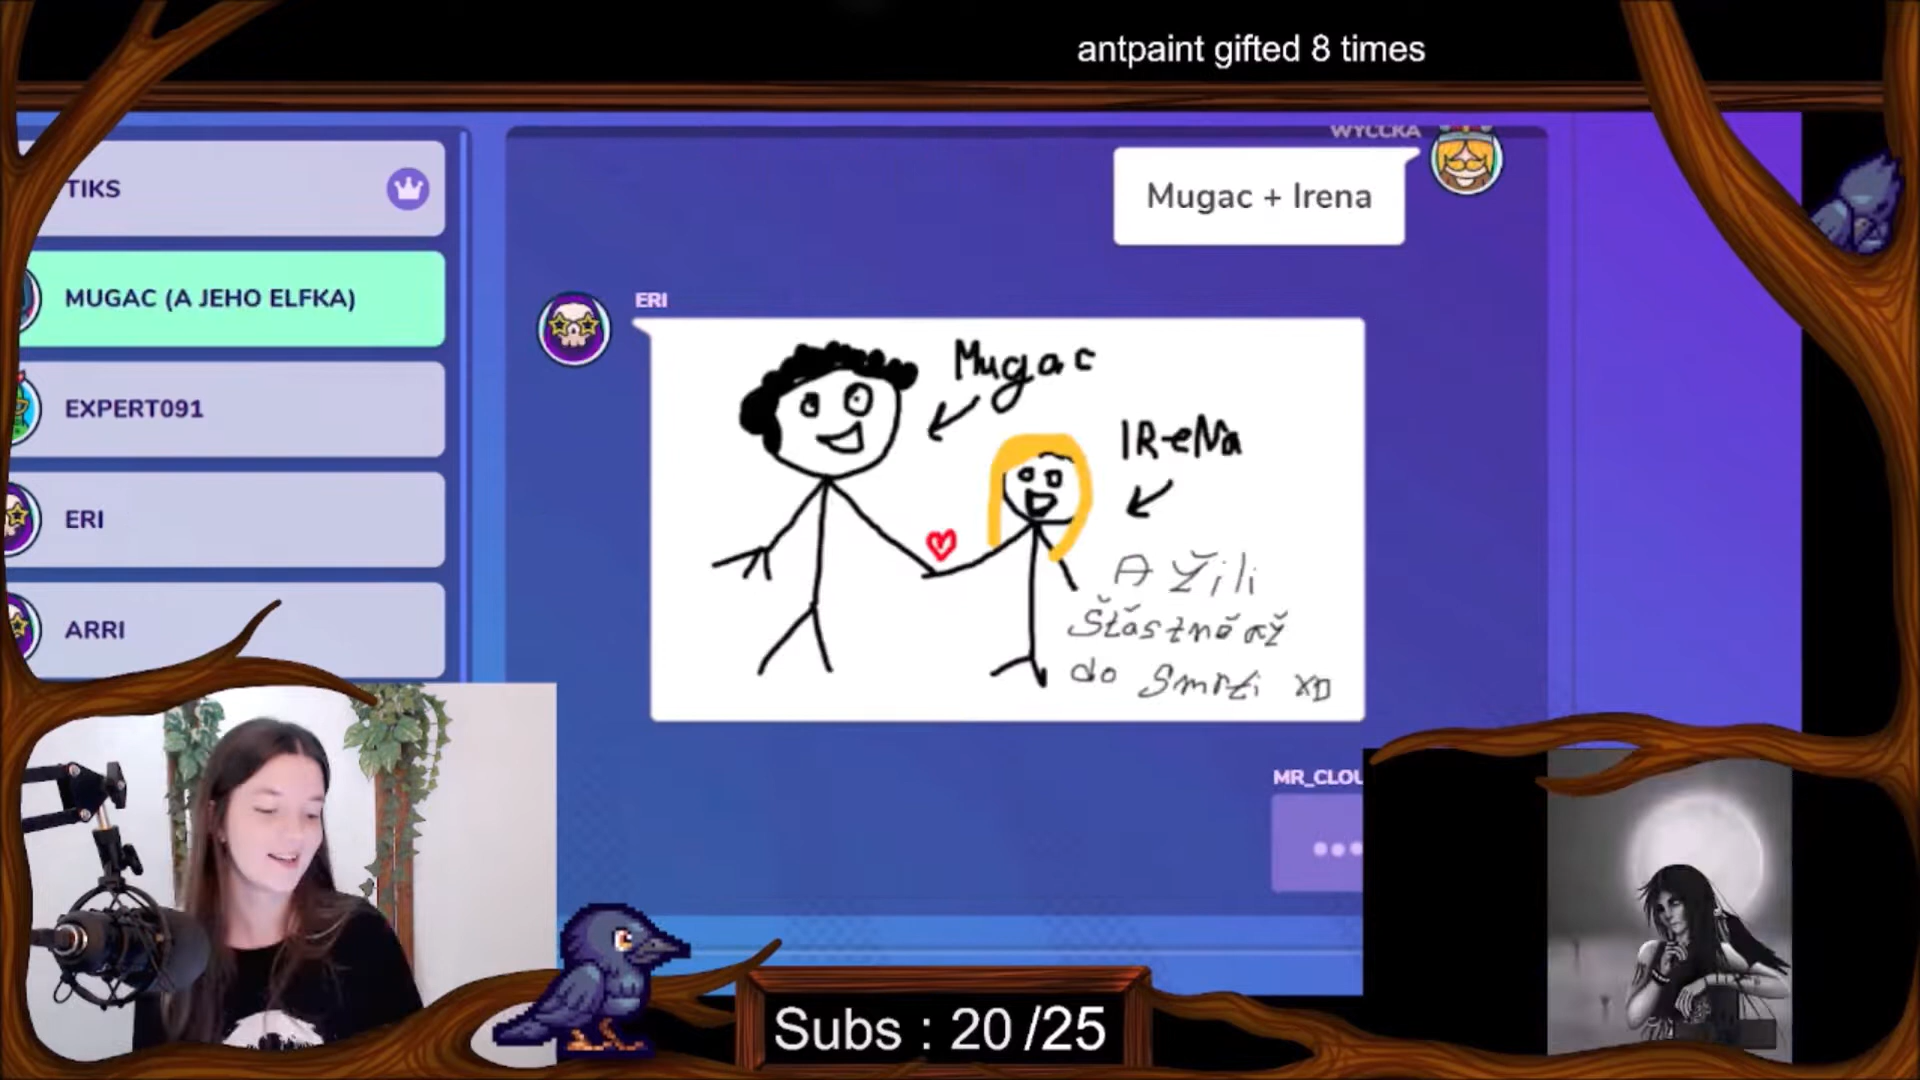 antpaint gifted 8 times
WYCCKA
Mugac + Irena
TIKS
MUGAC (A JEHO ELFKA)
EXPERT091
ERI
ARRI
ERI
Mugac
IReNa
A Žili
Šťastně až
do Smrti XD
MR_CLOU
Subs : 20 /25